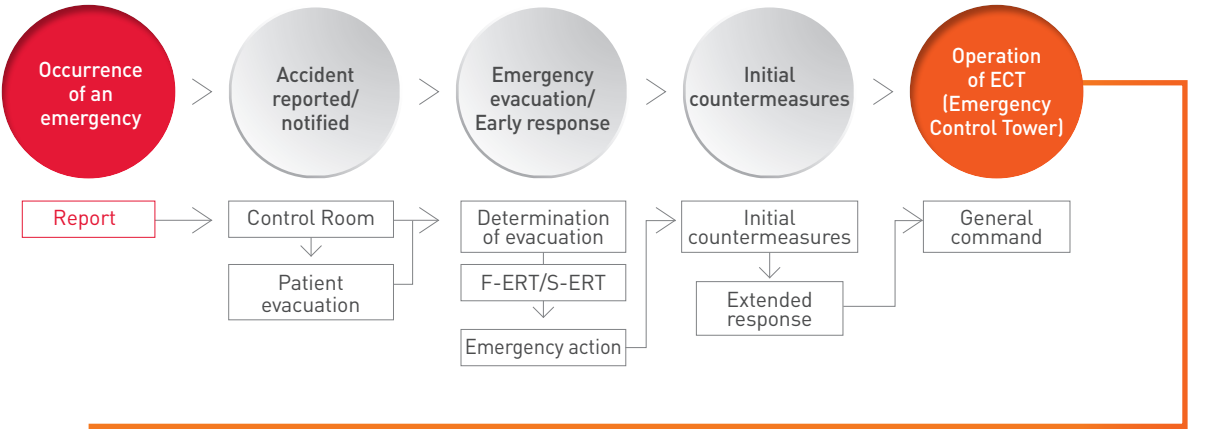 Occurrence
of an
emergency
Accident
reported/
notified
Emergency
evacuation/
Early response
Initial
countermeasures
Operation
of ECT
(Emergency
Control Tower)
Report
Control Room
Patient
evacuation
Determination
of evacuation
F-ERT/S-ERT
Emergency action
Initial
countermeasures
Extended
response
General
command